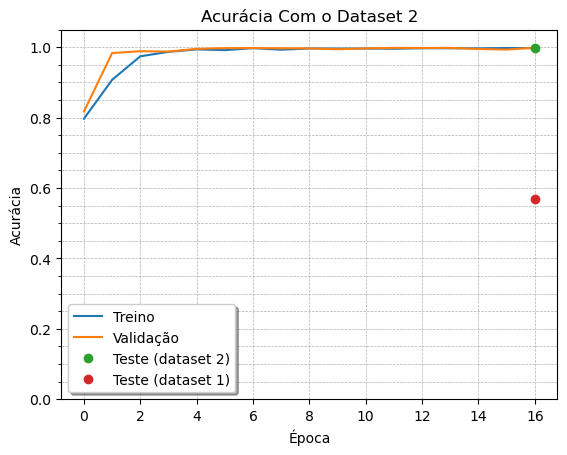 Acurácia Com o Dataset 2
Acurácia
1.0
0.8
0.6
0.4
0.2
0.0
Treino
Validação
Teste (dataset 2)
Teste (dataset 1)
0 2 4 6 8 10 12 14 16
Época